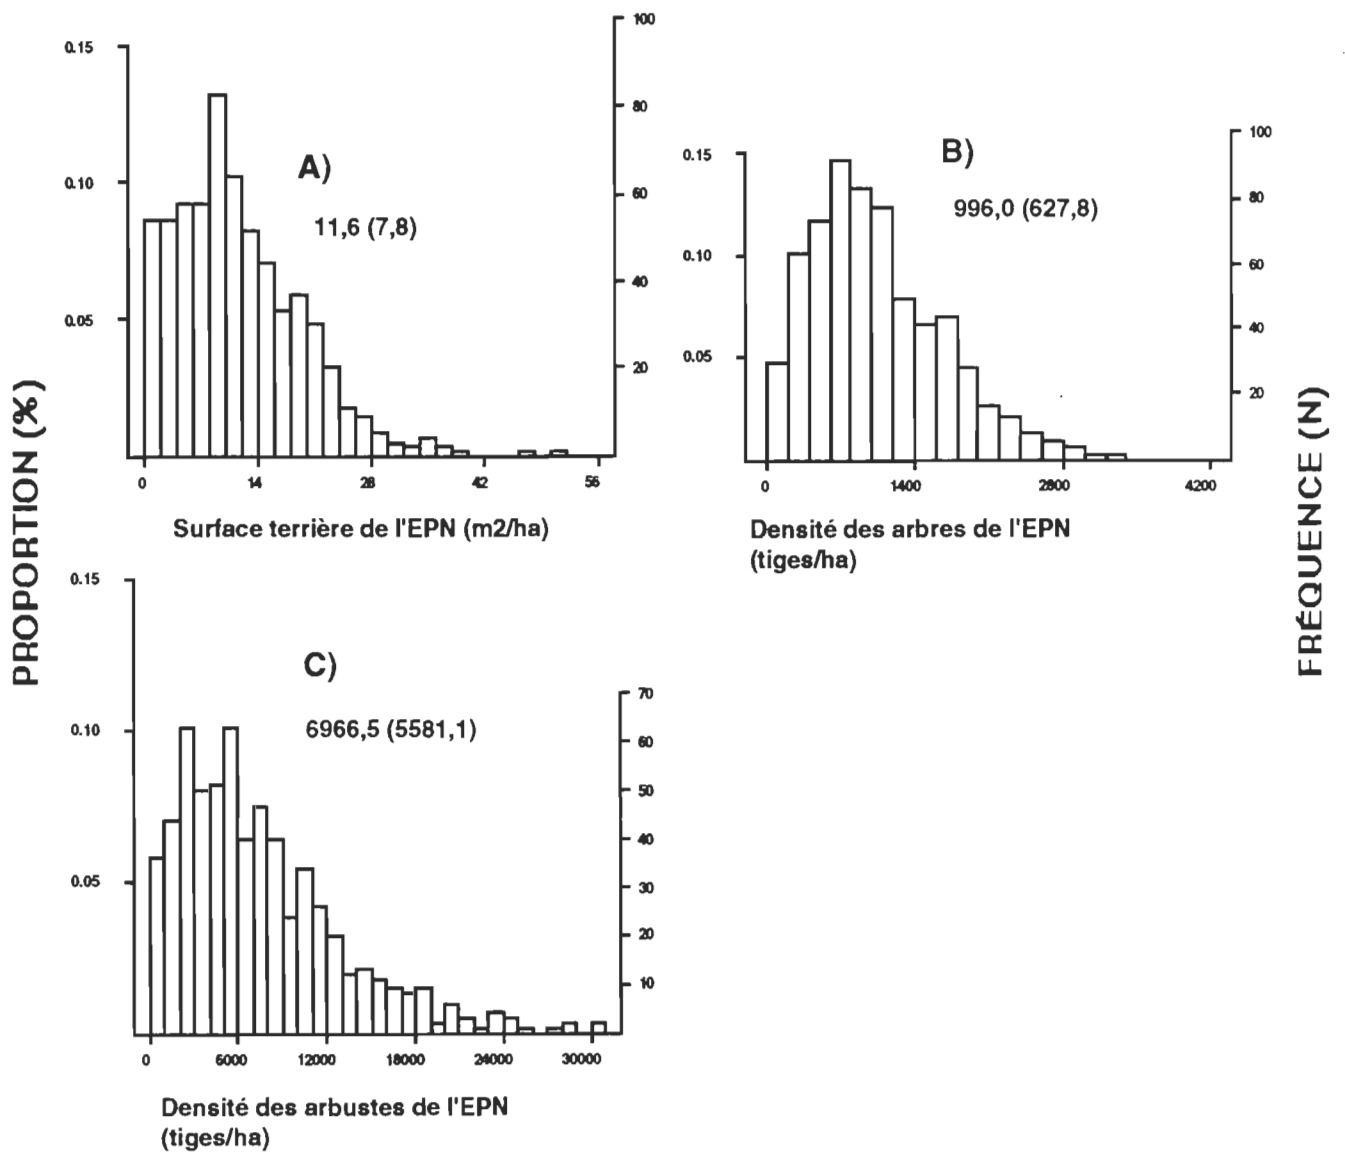 PROPORTION (%)
A)
11,6 (7,8)
0.15
0.10
0.05
100
80
60
40
20
0 14 28 42 56
Surface terrière de l'EPN (m2/ha)
B)
996,0 (627,8)
0.15
0.10
0.05
100
80
60
40
20
0 1400 2800 4200
Densité des arbres de l'EPN
(tiges/ha)
C)
6966,5 (5581,1)
0.15
0.10
0.05
70
60
50
40
30
20
10
0 6000 12000 18000 24000 30000
Densité des arbustes de l'EPN
(tiges/ha)
FRÉQUENCE (N)